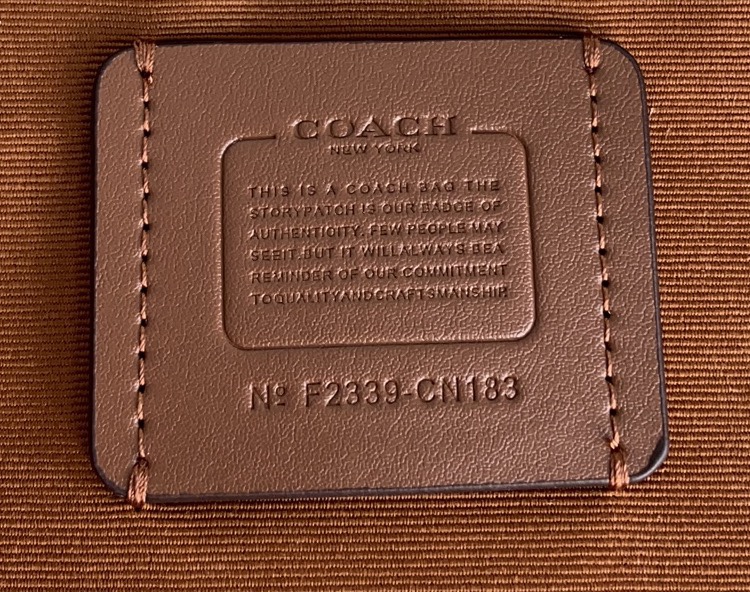 COACH
NEW YORK
THIS IS A COACH BAG THE
STORYPATCH IS OUR BADGE OF
AUTHENTICITY. FEW PEOPLE MAY
SEEIT.BUT IT WILLALWAYS BEA
REMINDER OF OUR COMMITMENT
TOQUALITYANDCRAFTSMANSHIP.
Nº F2339-CN183